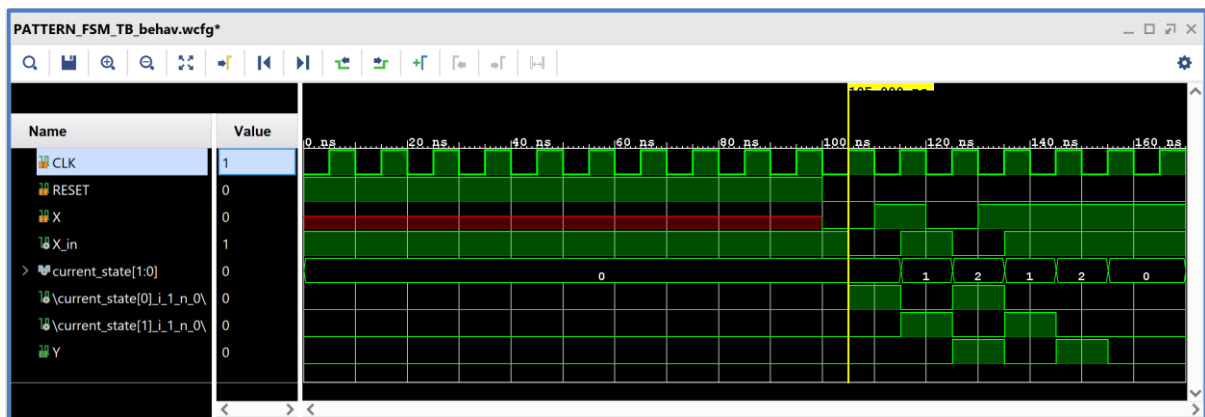 PATTERN_FSM_TB_behav.wcfg*
Name Value
0 ns 20 ns 40 ns 60 ns 80 ns 100 ns 120 ns 140 ns 160 ns
CLK 1
RESET 0
X 0
X_in 1
current_state[1:0] 0 0 1 2 1 2 0
\current_state[0]_i_1_n_0\ 0
\current_state[1]_i_1_n_0\ 0
Y 0